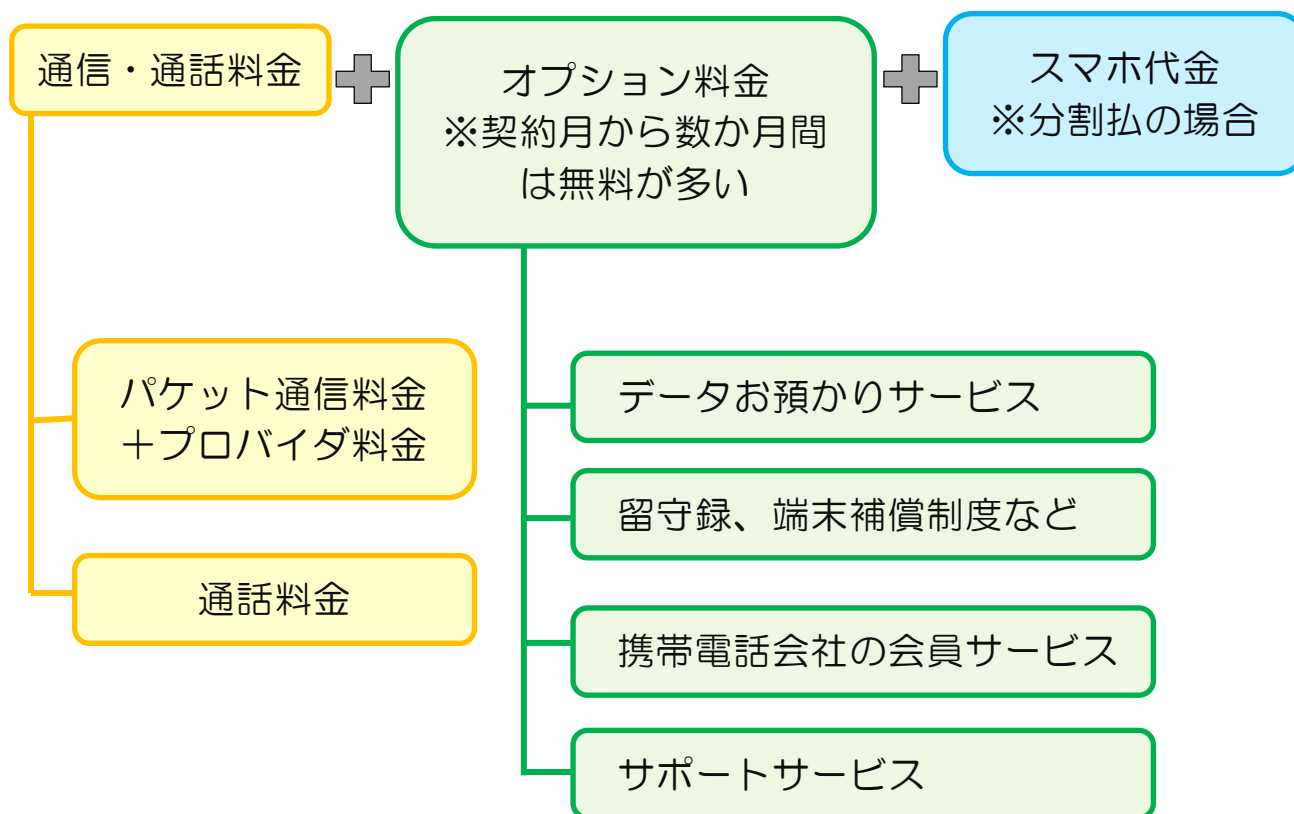 通信・通話料金
オプション料金
※契約月から数か月間
は無料が多い
スマホ代金
※分割払の場合
パケット通信料金
＋プロバイダ料金
通話料金
データお預かりサービス
留守録、端末補償制度など
携帯電話会社の会員サービス
サポートサービス